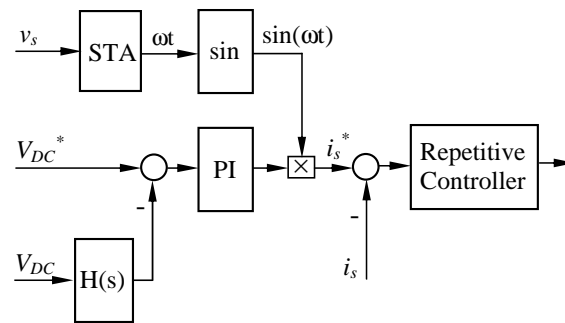 v_s
STA
ωt
sin
sin(ωt)
V_DC*
-
PI
×
i_s*
Repetitive
Controller
-
V_DC
H(s)
i_s